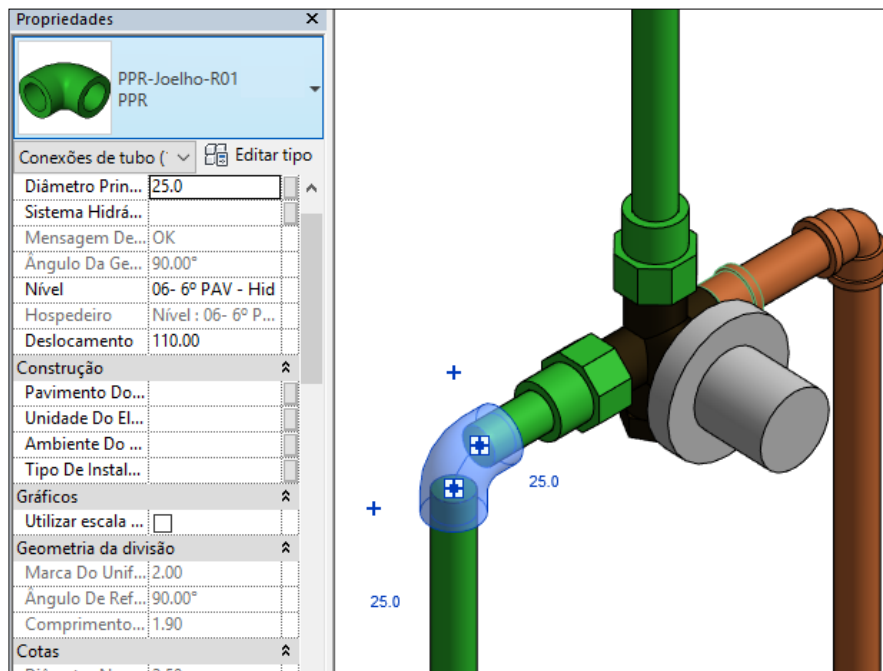 Propriedades
PPR-Joelho-R01
PPR
Conexões de tubo (
Editar tipo
Diâmetro Prin... 25.0
Sistema Hidrá...
Mensagem De... OK
Ângulo Da Ge... 90.00°
Nível 06- 6º PAV - Hid
Hospedeiro Nível : 06- 6º P...
Deslocamento 110.00
Construção
Pavimento Do...
Unidade Do El...
Ambiente Do ...
Tipo De Instal...
Gráficos
Utilizar escala ...
Geometria da divisão
Marca Do Unif... 2.00
Ângulo De Ref... 90.00°
Comprimento... 1.90
Cotas
25.0
25.0